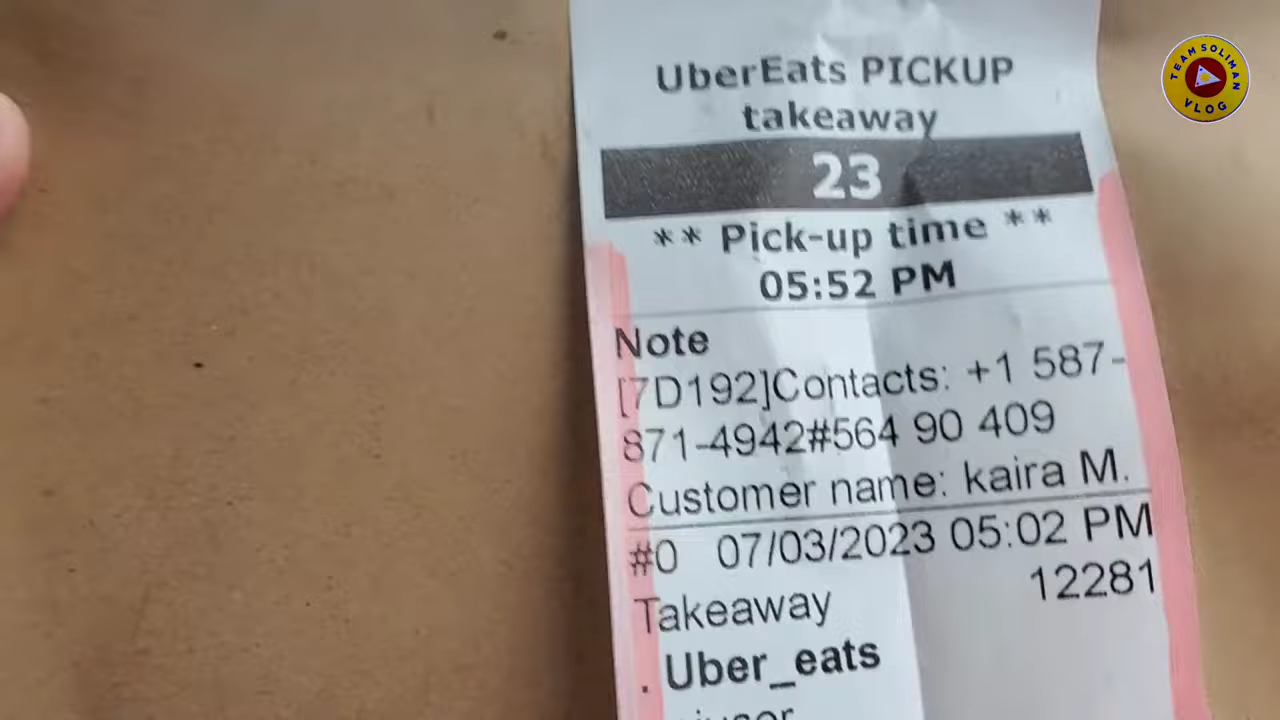 UberEats PICKUP
takeaway
23
** Pick-up time **
05:52 PM
Note
[7D192]Contacts: +1 587-
871-4942#564 90 409
Customer name: kaira M.
#0 07/03/2023 05:02 PM
12281
Takeaway
. Uber_eats
TEAM SOLIMAN
VLOG